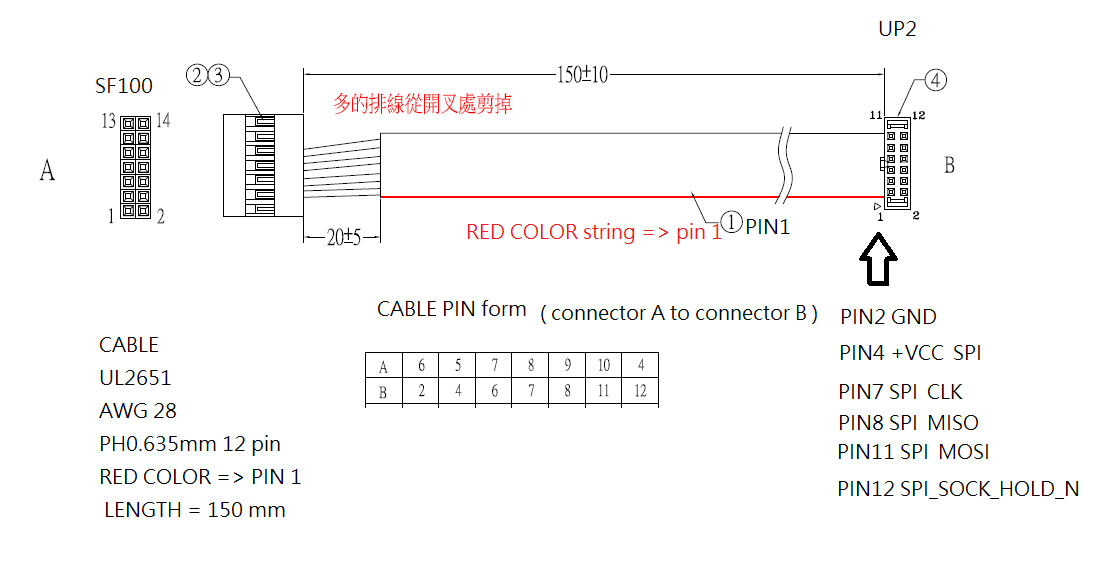 UP2
SF100
②③
150±10
④
多的排線從開叉處剪掉
13 14
11 12
A
B
1 2
1 2
20±5
RED COLOR string => pin 1
① PIN1
CABLE PIN form ( connector A to connector B )
PIN2 GND
PIN4 +VCC SPI
PIN7 SPI CLK
PIN8 SPI MISO
PIN11 SPI MOSI
PIN12 SPI_SOCK_HOLD_N
A 6 5 7 8 9 10 4
B 2 4 6 7 8 11 12
CABLE
UL2651
AWG 28
PH0.635mm 12 pin
RED COLOR => PIN 1
LENGTH = 150 mm